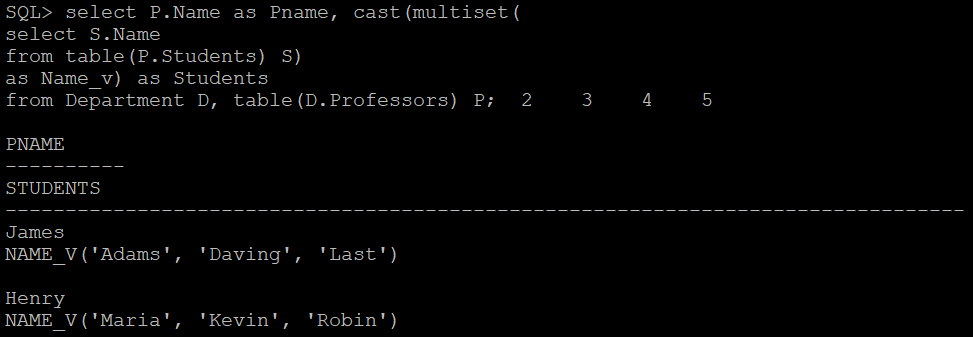 SQL> select P.Name as Pname, cast(multiset(
select S.Name
from table(P.Students) S)
as Name_v) as Students
from Department D, table(D.Professors) P;  2    3    4    5
PNAME
----------
STUDENTS
--------------------------------------------------------------------------------
James
NAME_V('Adams', 'Daving', 'Last')
Henry
NAME_V('Maria', 'Kevin', 'Robin')